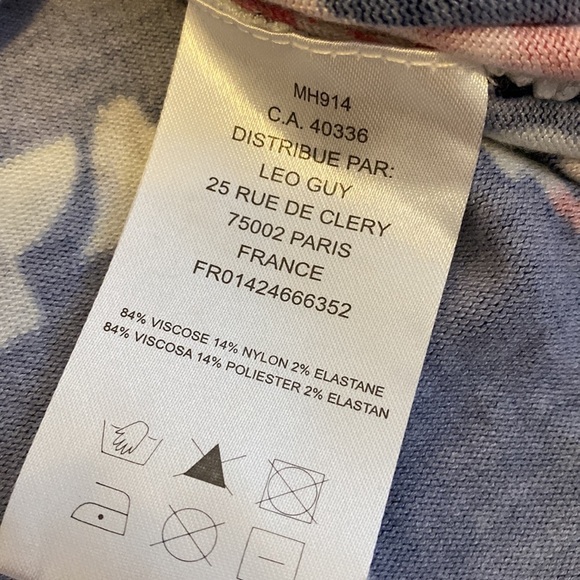 MH914
C.A. 40336
DISTRIBUE PAR:
LEO GUY
25 RUE DE CLERY
75002 PARIS
FRANCE
FR01424666352
84% VISCOSE 14% NYLON 2% ELASTANE
84% VISCOSA 14% POLIESTER 2% ELASTAN